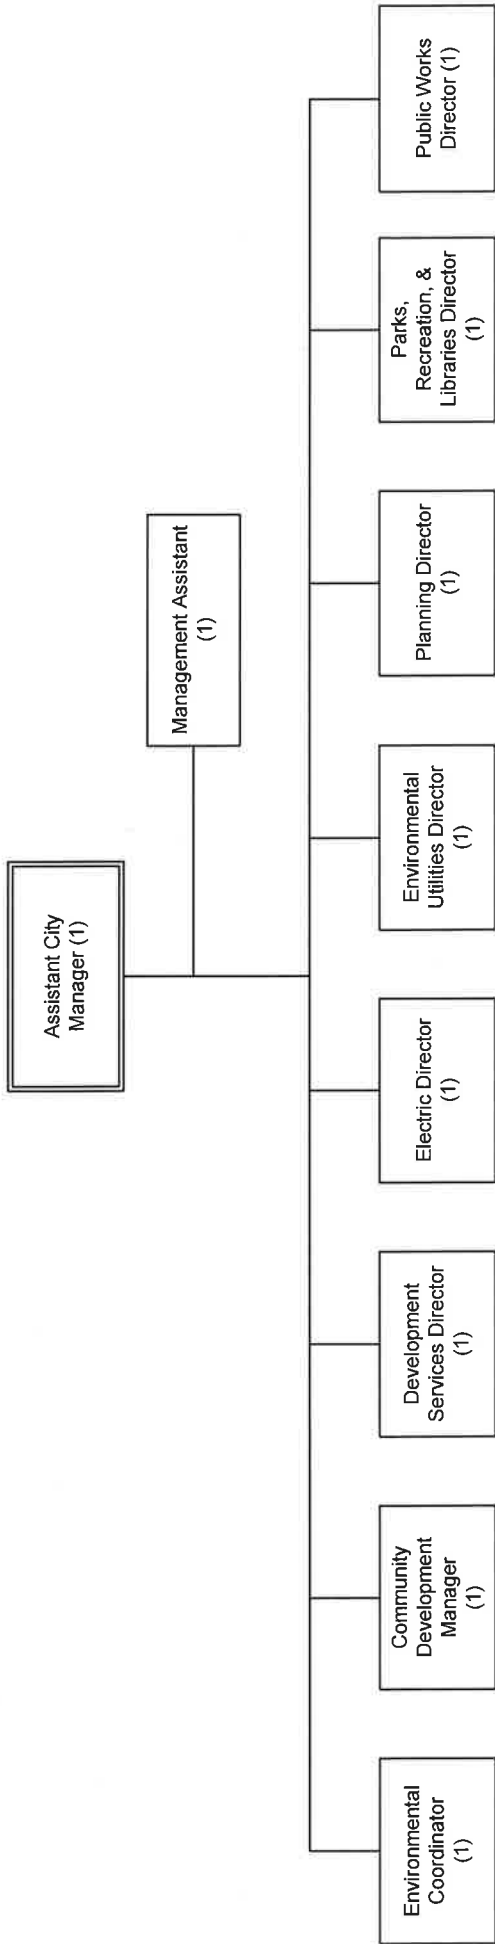 Assistant City
Manager (1)
Management Assistant
(1)
Environmental
Coordinator
(1)
Community
Development
Manager
(1)
Development
Services Director
(1)
Electric Director
(1)
Environmental
Utilities Director
(1)
Planning Director
(1)
Parks,
Recreation, &
Libraries Director
(1)
Public Works
Director (1)